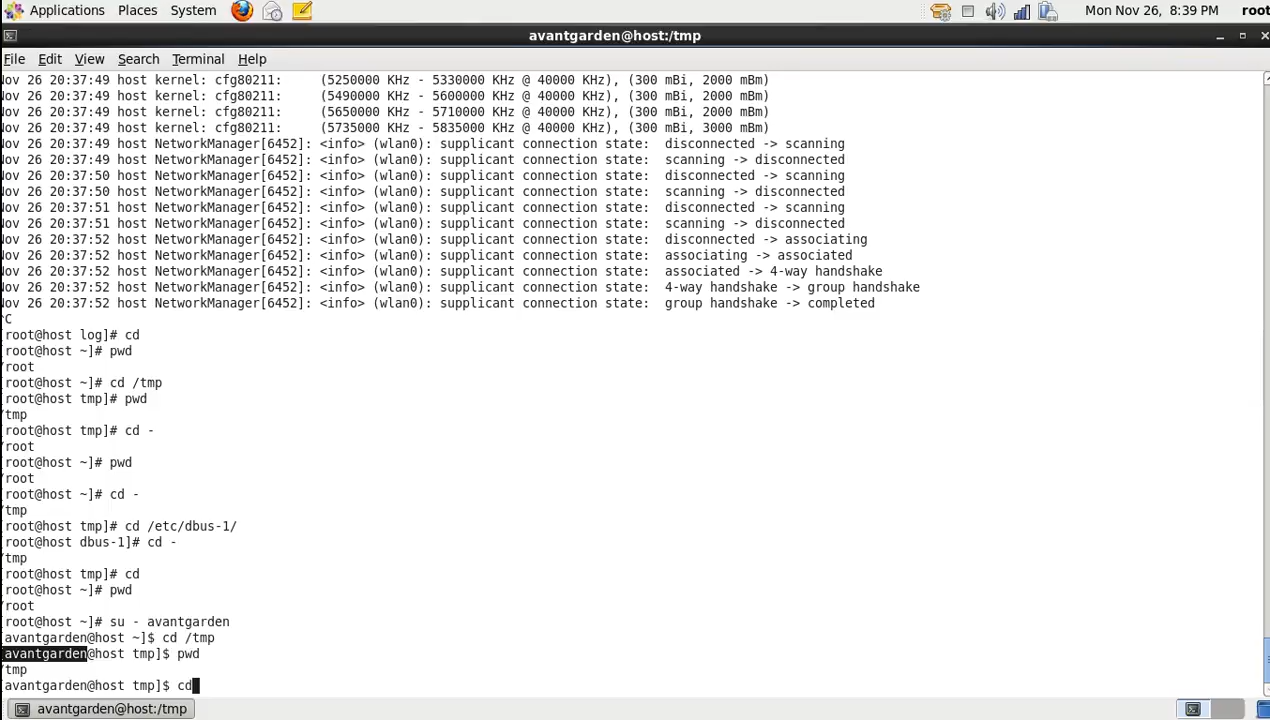 Applications Places System Mon Nov 26, 8:39 PM root
avantgarden@host:/tmp
File Edit View Search Terminal Help
Nov 26 20:37:49 host kernel: cfg80211:     (5250000 KHz - 5330000 KHz @ 40000 KHz), (300 mBi, 2000 mBm)
Nov 26 20:37:49 host kernel: cfg80211:     (5490000 KHz - 5600000 KHz @ 40000 KHz), (300 mBi, 2000 mBm)
Nov 26 20:37:49 host kernel: cfg80211:     (5650000 KHz - 5710000 KHz @ 40000 KHz), (300 mBi, 2000 mBm)
Nov 26 20:37:49 host kernel: cfg80211:     (5735000 KHz - 5835000 KHz @ 40000 KHz), (300 mBi, 3000 mBm)
Nov 26 20:37:49 host NetworkManager[6452]: <info> (wlan0): supplicant connection state:  disconnected -> scanning
Nov 26 20:37:49 host NetworkManager[6452]: <info> (wlan0): supplicant connection state:  scanning -> disconnected
Nov 26 20:37:50 host NetworkManager[6452]: <info> (wlan0): supplicant connection state:  disconnected -> scanning
Nov 26 20:37:50 host NetworkManager[6452]: <info> (wlan0): supplicant connection state:  scanning -> disconnected
Nov 26 20:37:51 host NetworkManager[6452]: <info> (wlan0): supplicant connection state:  disconnected -> scanning
Nov 26 20:37:51 host NetworkManager[6452]: <info> (wlan0): supplicant connection state:  scanning -> disconnected
Nov 26 20:37:52 host NetworkManager[6452]: <info> (wlan0): supplicant connection state:  disconnected -> associating
Nov 26 20:37:52 host NetworkManager[6452]: <info> (wlan0): supplicant connection state:  associating -> associated
Nov 26 20:37:52 host NetworkManager[6452]: <info> (wlan0): supplicant connection state:  associated -> 4-way handshake
Nov 26 20:37:52 host NetworkManager[6452]: <info> (wlan0): supplicant connection state:  4-way handshake -> group handshake
Nov 26 20:37:52 host NetworkManager[6452]: <info> (wlan0): supplicant connection state:  group handshake -> completed
^C
[root@host log]# cd
[root@host ~]# pwd
/root
[root@host ~]# cd /tmp
[root@host tmp]# pwd
/tmp
[root@host tmp]# cd -
/root
[root@host ~]# pwd
/root
[root@host ~]# cd -
/tmp
[root@host tmp]# cd /etc/dbus-1/
[root@host dbus-1]# cd -
/tmp
[root@host tmp]# cd
[root@host ~]# pwd
/root
[root@host ~]# su - avantgarden
[avantgarden@host ~]$ cd /tmp
[avantgarden@host tmp]$ pwd
/tmp
[avantgarden@host tmp]$ cd
avantgarden@host:/tmp